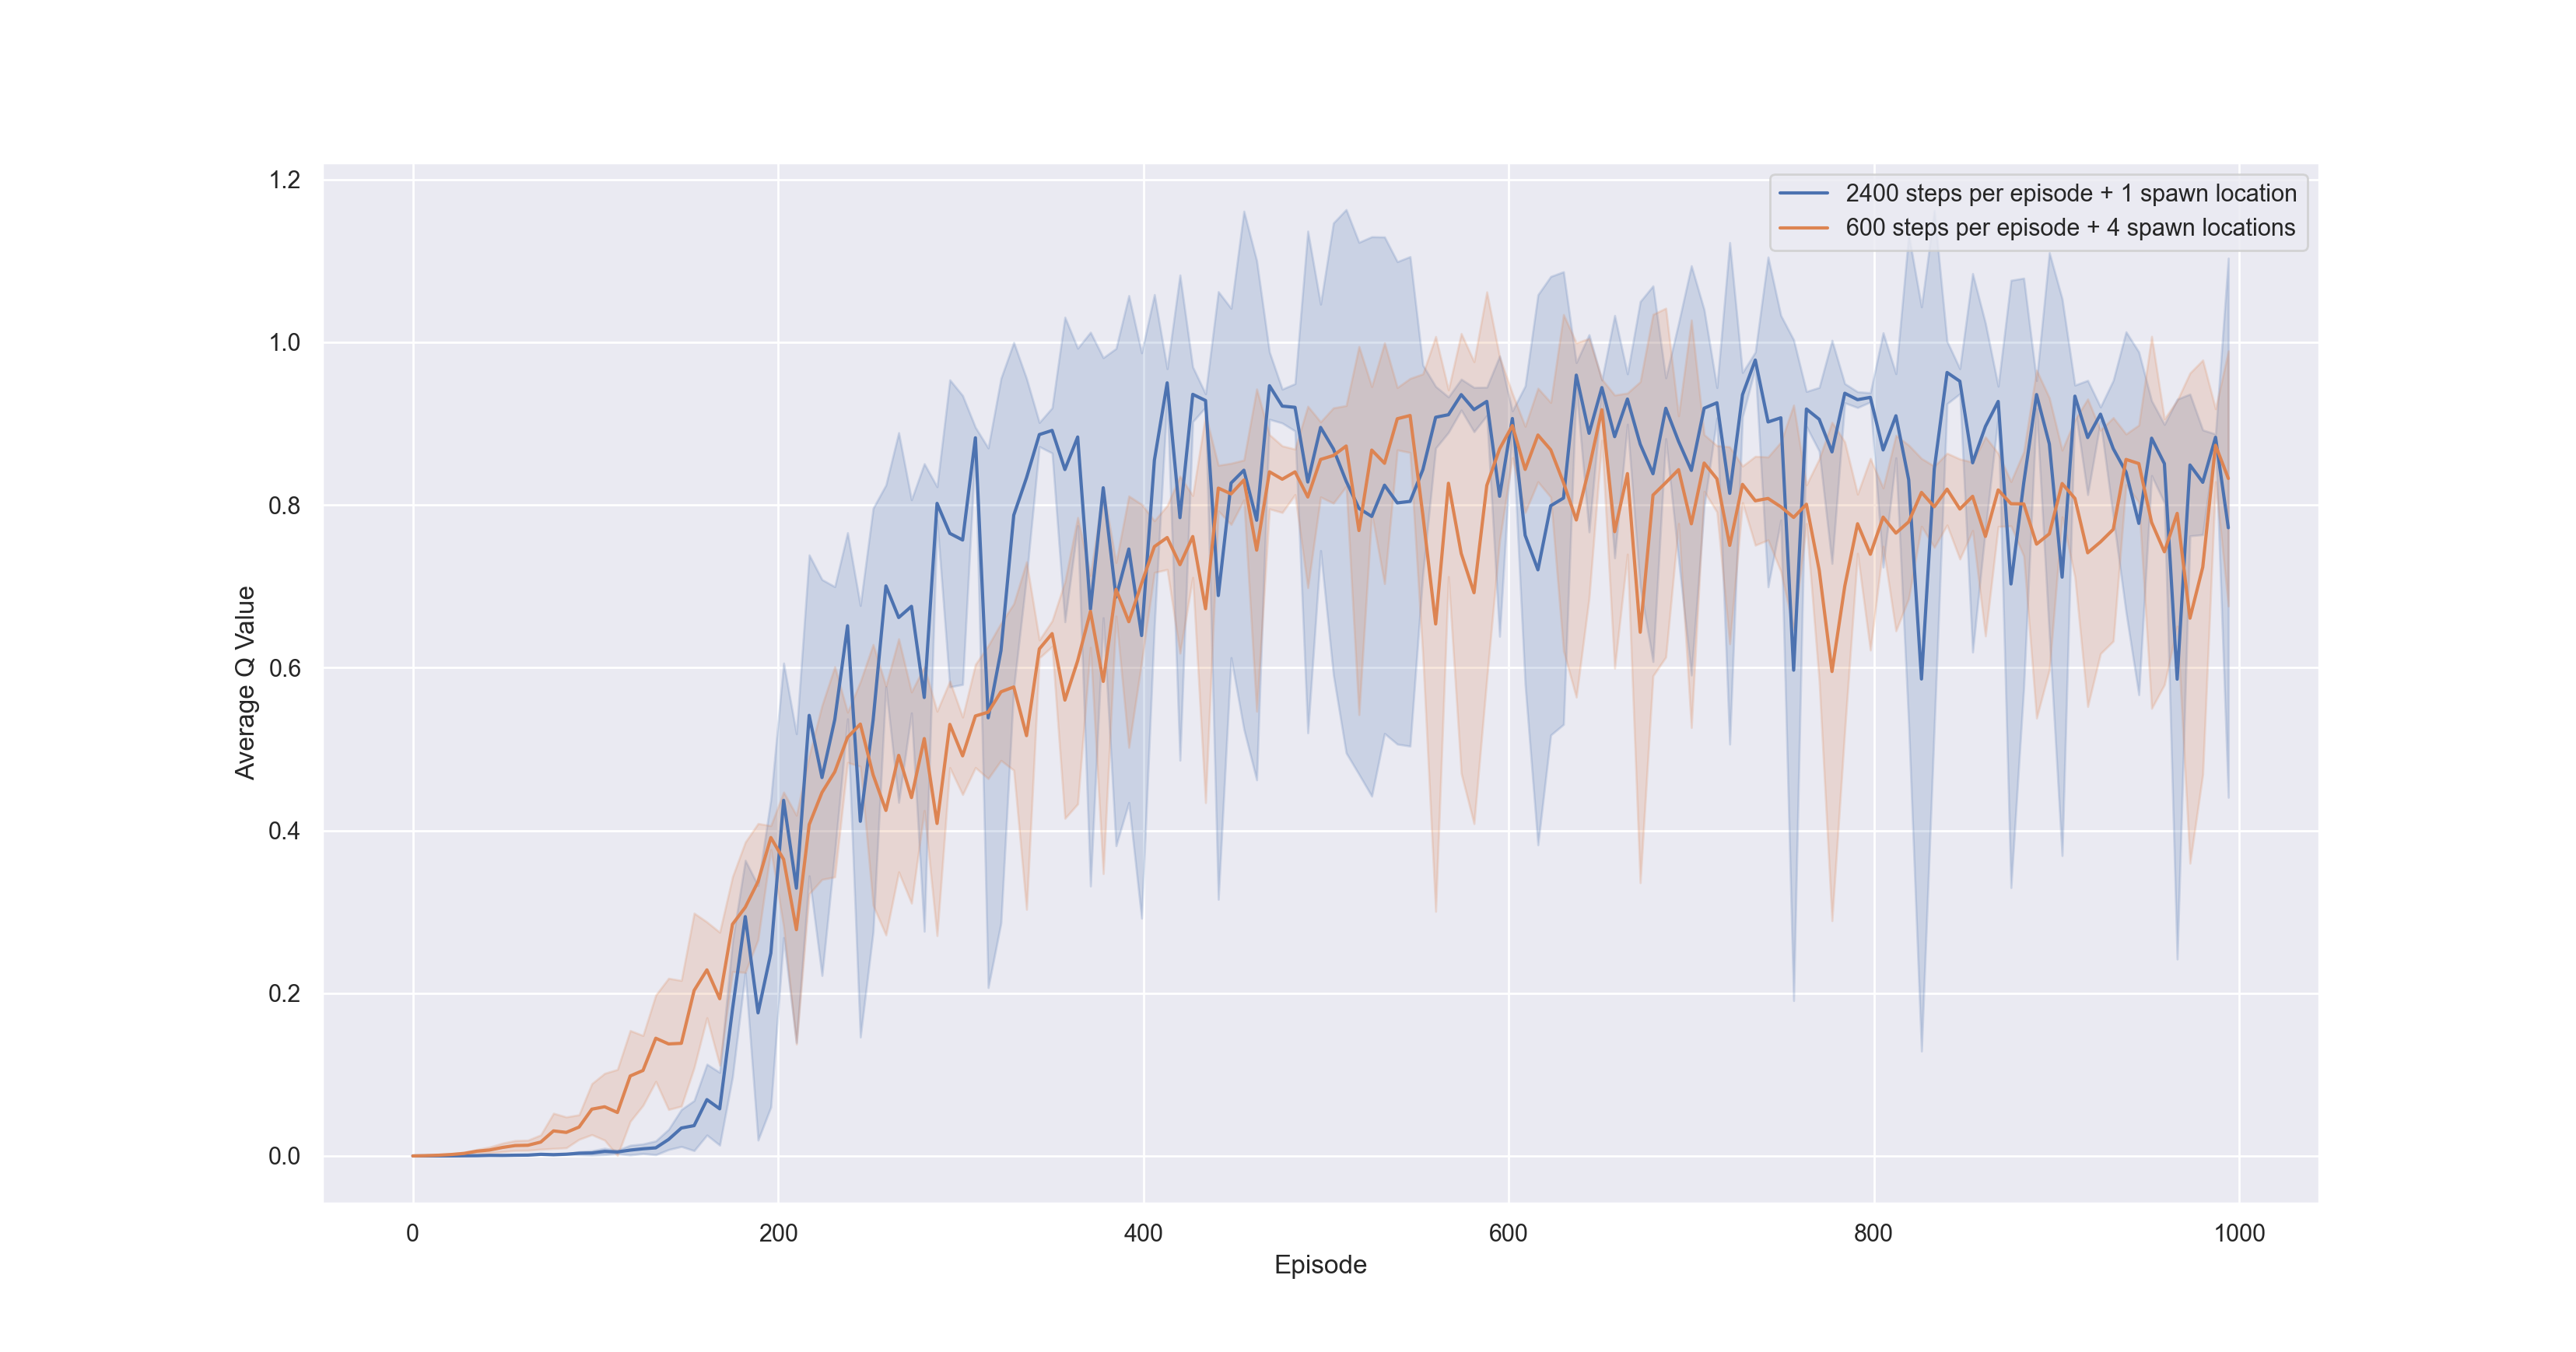 2400 steps per episode + 1 spawn location
600 steps per episode + 4 spawn locations
1.2
1.0
0.8
0.6
0.4
0.2
0.0
Average Q Value
0 200 400 600 800 1000
Episode